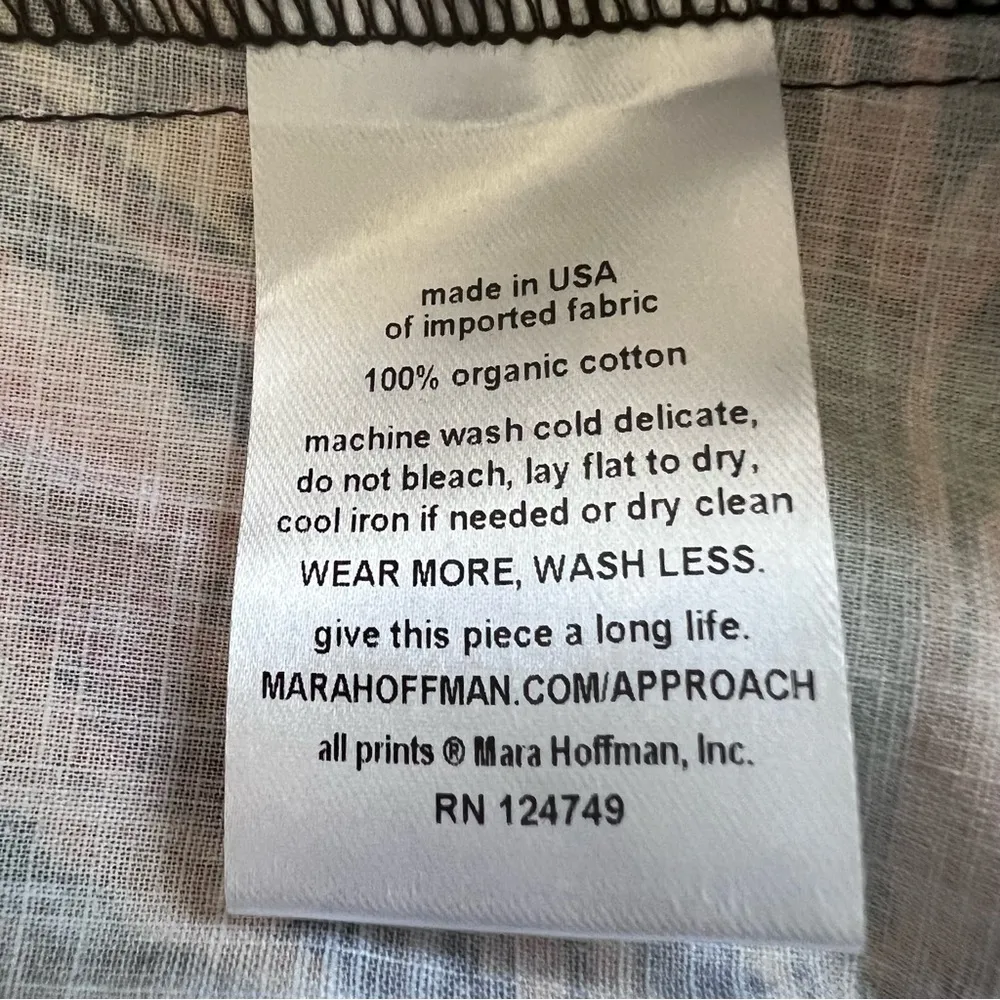 made in USA
of imported fabric
100% organic cotton
machine wash cold delicate,
do not bleach, lay flat to dry,
cool iron if needed or dry clean
WEAR MORE, WASH LESS.
give this piece a long life.
MARAHOFFMAN.COM/APPROACH
all prints ® Mara Hoffman, Inc.
RN 124749